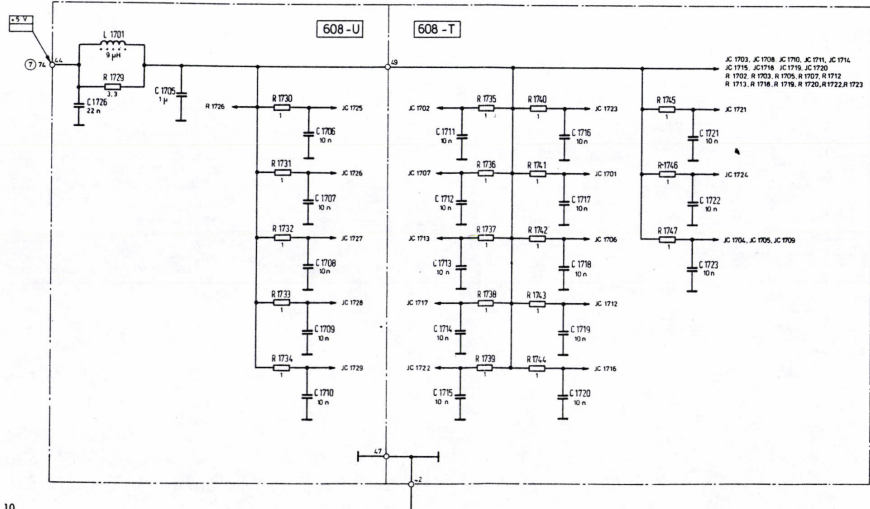 +5 V
608-U
608-T
L 1701
9 µH
7
74
44
49
R 1729
3,3
C 1726
22 n
C 1705
1 µ
JC 1703, JC 1708, JC 1710, JC 1711, JC 1714
JC 1715, JC 1718, JC 1719, JC 1720
R 1702, R 1703, R 1705, R 1707, R 1712
R 1713, R 1718, R 1719, R 1720, R 1722, R 1723
R 1726
R 1730
1
JC 1725
C 1706
10 n
JC 1702
R 1735
1
R 1740
1
JC 1723
C 1711
10 n
C 1716
10 n
R 1745
1
JC 1721
C 1721
10 n
R 1731
1
JC 1726
C 1707
10 n
JC 1707
R 1736
1
R 1741
1
JC 1701
C 1712
10 n
C 1717
10 n
R 1746
1
JC 1724
C 1722
10 n
R 1732
1
JC 1727
C 1708
10 n
JC 1713
R 1737
1
R 1742
1
JC 1706
C 1713
10 n
C 1718
10 n
R 1747
1
JC 1704, JC 1705, JC 1709
C 1723
10 n
R 1733
1
JC 1728
C 1709
10 n
JC 1717
R 1738
1
R 1743
1
JC 1712
C 1714
10 n
C 1719
10 n
R 1734
1
JC 1729
C 1710
10 n
JC 1722
R 1739
1
R 1744
1
JC 1716
C 1715
10 n
C 1720
10 n
47
42
10